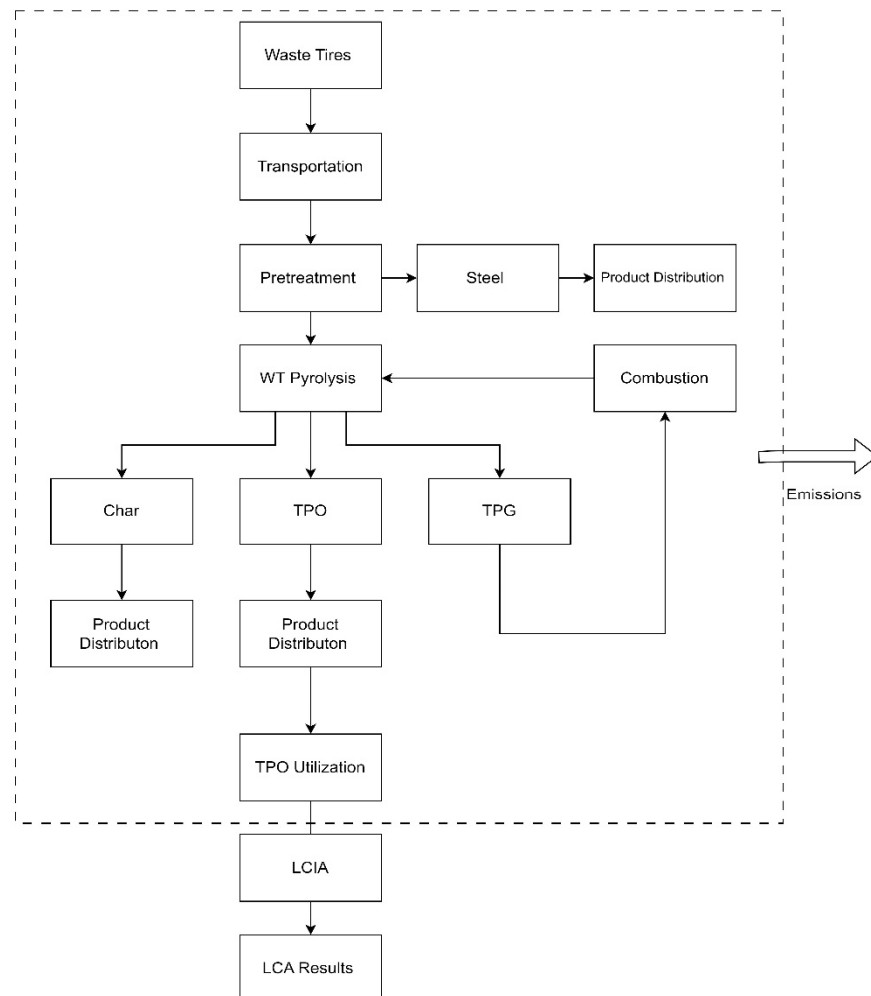 Waste Tires
Transportation
Pretreatment
Steel
Product Distribution
WT Pyrolysis
Combustion
Char
TPO
TPG
Emissions
Product
Distributon
Product
Distributon
TPO Utilization
LCIA
LCA Results